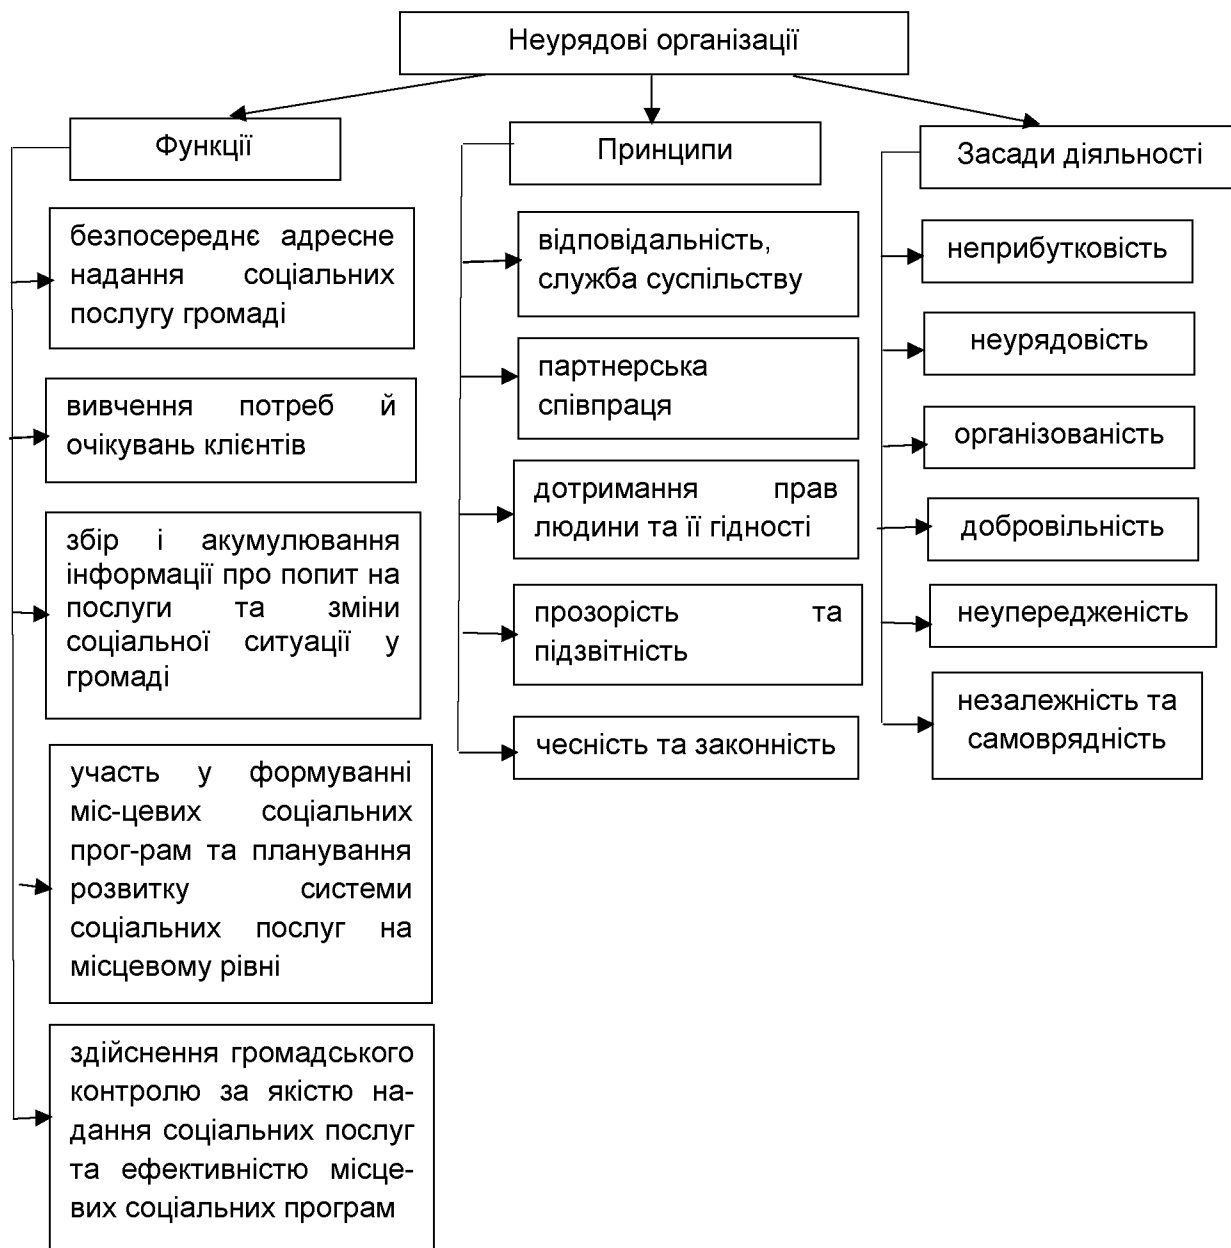 Неурядові організації
Функції
безпосереднє адресне
надання соціальних
послугу громаді
вивчення потреб й
очікувань клієнтів
збір і акумулювання
інформації про попит на
послуги та зміни
соціальної ситуації у
громаді
участь у формуванні
міс-цевих соціальних
прог-рам та планування
розвитку системи
соціальних послуг на
місцевому рівні
здійснення громадського
контролю за якістю на-
дання соціальних послуг
та ефективністю місце-
вих соціальних програм
Принципи
відповідальність,
служба суспільству
партнерська
співпраця
дотримання прав
людини та її гідності
прозорість та
підзвітність
чесність та законність
Засади діяльності
неприбутковість
неурядовість
організованість
добровільність
неупередженість
незалежність та
самоврядність